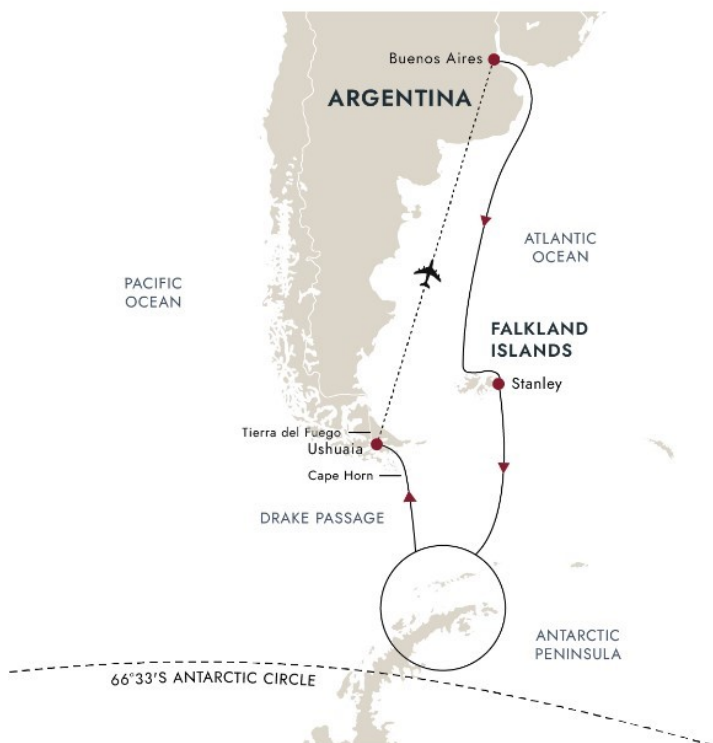 Buenos Aires
ARGENTINA
ATLANTIC
OCEAN
PACIFIC
OCEAN
FALKLAND
ISLANDS
Stanley
Tierra del Fuego
Ushuaia
Cape Horn
DRAKE PASSAGE
ANTARCTIC
PENINSULA
66°33'S ANTARCTIC CIRCLE